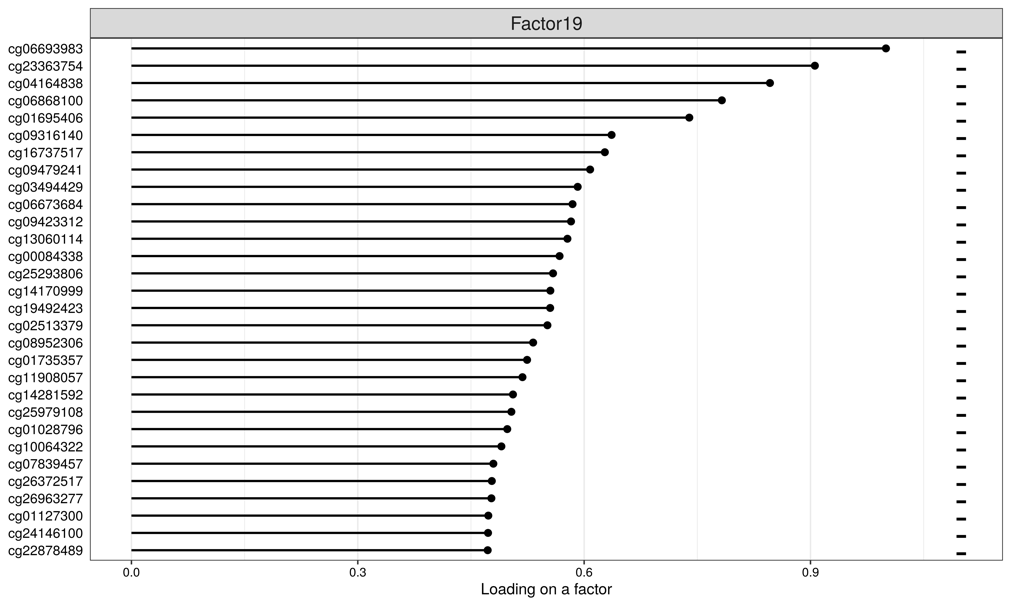 Factor19
cg06693983
cg23363754
cg04164838
cg06868100
cg01695406
cg09316140
cg16737517
cg09479241
cg03494429
cg06673684
cg09423312
cg13060114
cg00084338
cg25293806
cg14170999
cg19492423
cg02513379
cg08952306
cg01735357
cg11908057
cg14281592
cg25979108
cg01028796
cg10064322
cg07839457
cg26372517
cg26963277
cg01127300
cg24146100
cg22878489
0.0 0.3 0.6 0.9
Loading on a factor